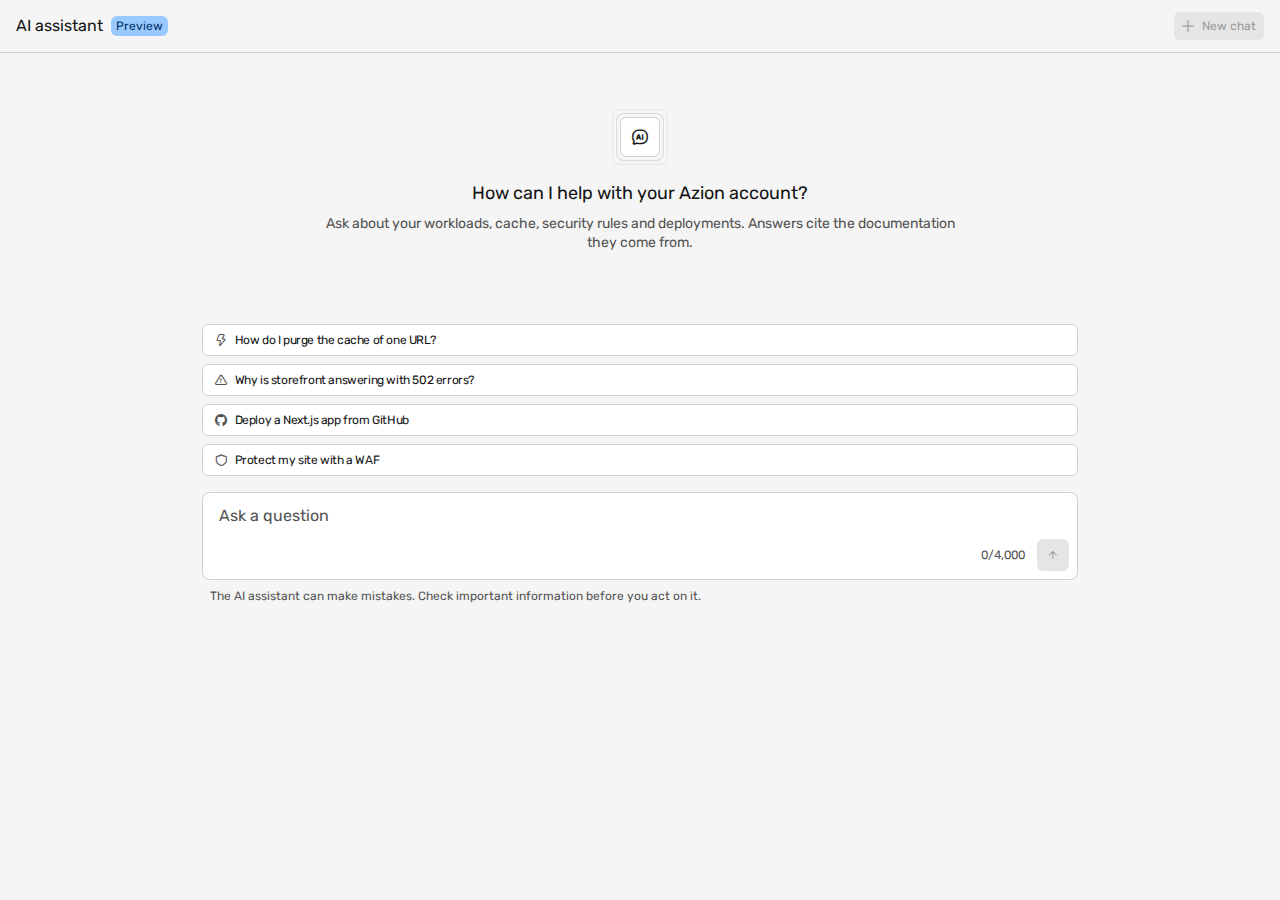 AI assistant Preview
New chat
AI
How can I help with your Azion account?
Ask about your workloads, cache, security rules and deployments. Answers cite the documentation
they come from.
How do I purge the cache of one URL?
Why is storefront answering with 502 errors?
Deploy a Next.js app from GitHub
Protect my site with a WAF
Ask a question
0/4,000
The AI assistant can make mistakes. Check important information before you act on it.